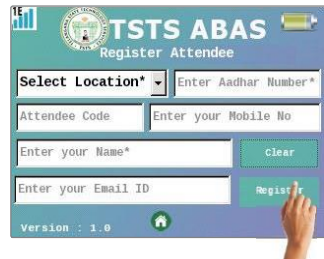 1E
TSTS ABAS
Register Attendee
Select Location* Enter Aadhar Number*
Attendee Code Enter your Mobile No
Enter your Name* Clear
Enter your Email ID Register
Version : 1.0